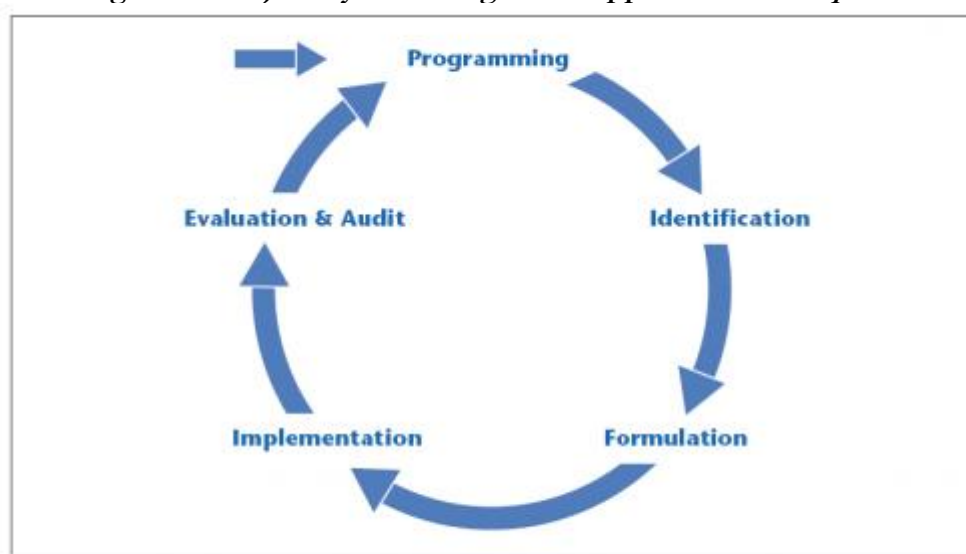 Programming
Identification
Formulation
Implementation
Evaluation & Audit